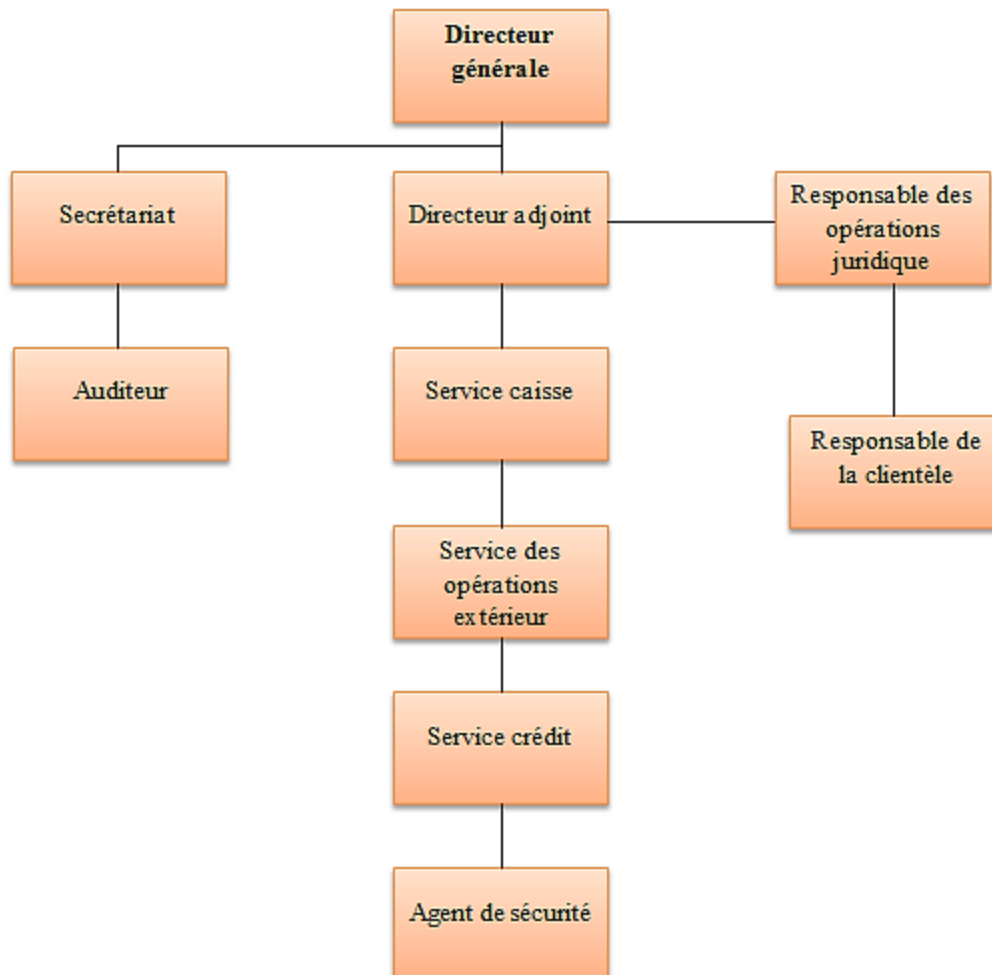 Directeur
générale
Secrétariat
Directeur adjoint
Responsable des
opérations
juridique
Auditeur
Service caisse
Responsable de
la clientèle
Service des
opérations
extérieur
Service crédit
Agent de sécurité